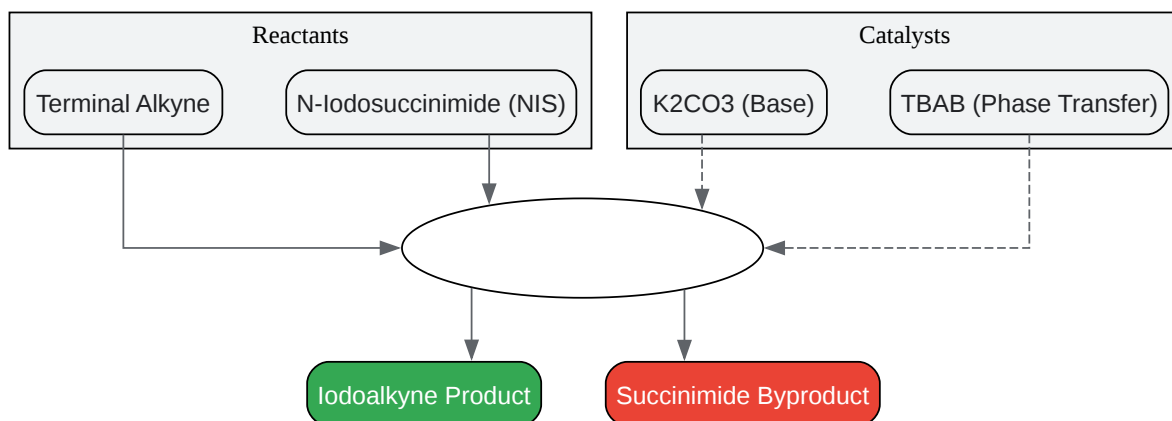 Reactants
Catalysts
Terminal Alkyne
N-Iodosuccinimide (NIS)
K2CO3 (Base)
TBAB (Phase Transfer)
Iodoalkyne Product
Succinimide Byproduct